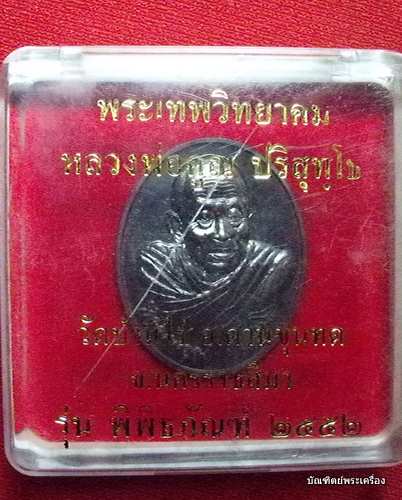 พระเทพวิทยาคม
หลวงพ่อคูณ ปริสุทฺโธ
วัดบ้านไร่ อ.ด่านขุนทด
จ.นครราชสีมา
รุ่น พิพิธภัณฑ์ ๒๕๕๒
บัณฑิตย์พระเครื่อง